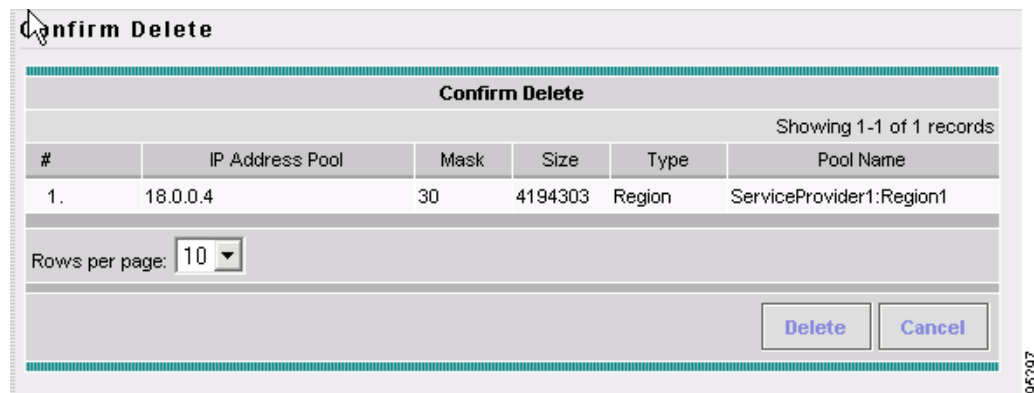 Confirm Delete
Confirm Delete
Showing 1-1 of 1 records
# IP Address Pool Mask Size Type Pool Name
1. 18.0.0.4 30 4194303 Region ServiceProvider1:Region1
Rows per page: 10
Delete Cancel
95297